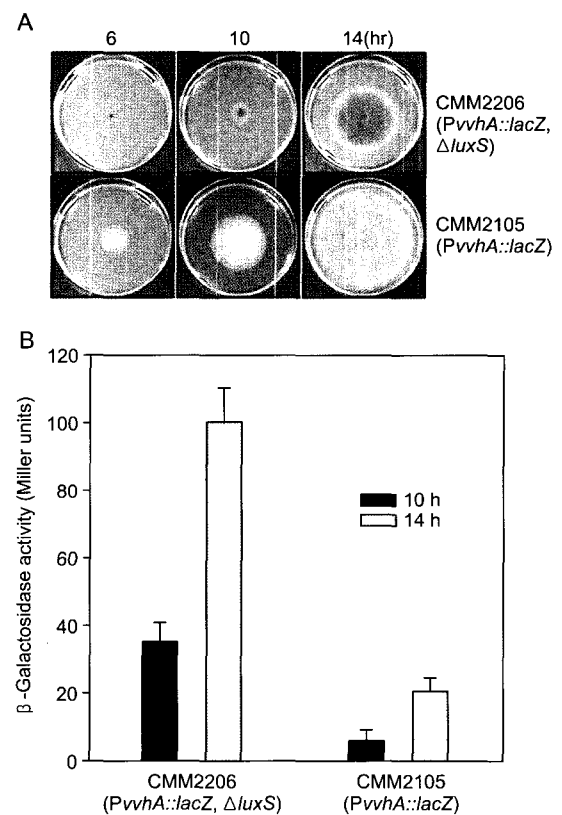 A
6 10 14(hr)
CMM2206
(PvvhA::lacZ,
ΔluxS)
CMM2105
(PvvhA::lacZ)
B
β-Galactosidase activity (Miller units)
120
100
80
60
40
20
0
10 h
14 h
CMM2206
(PvvhA::lacZ, ΔluxS)
CMM2105
(PvvhA::lacZ)